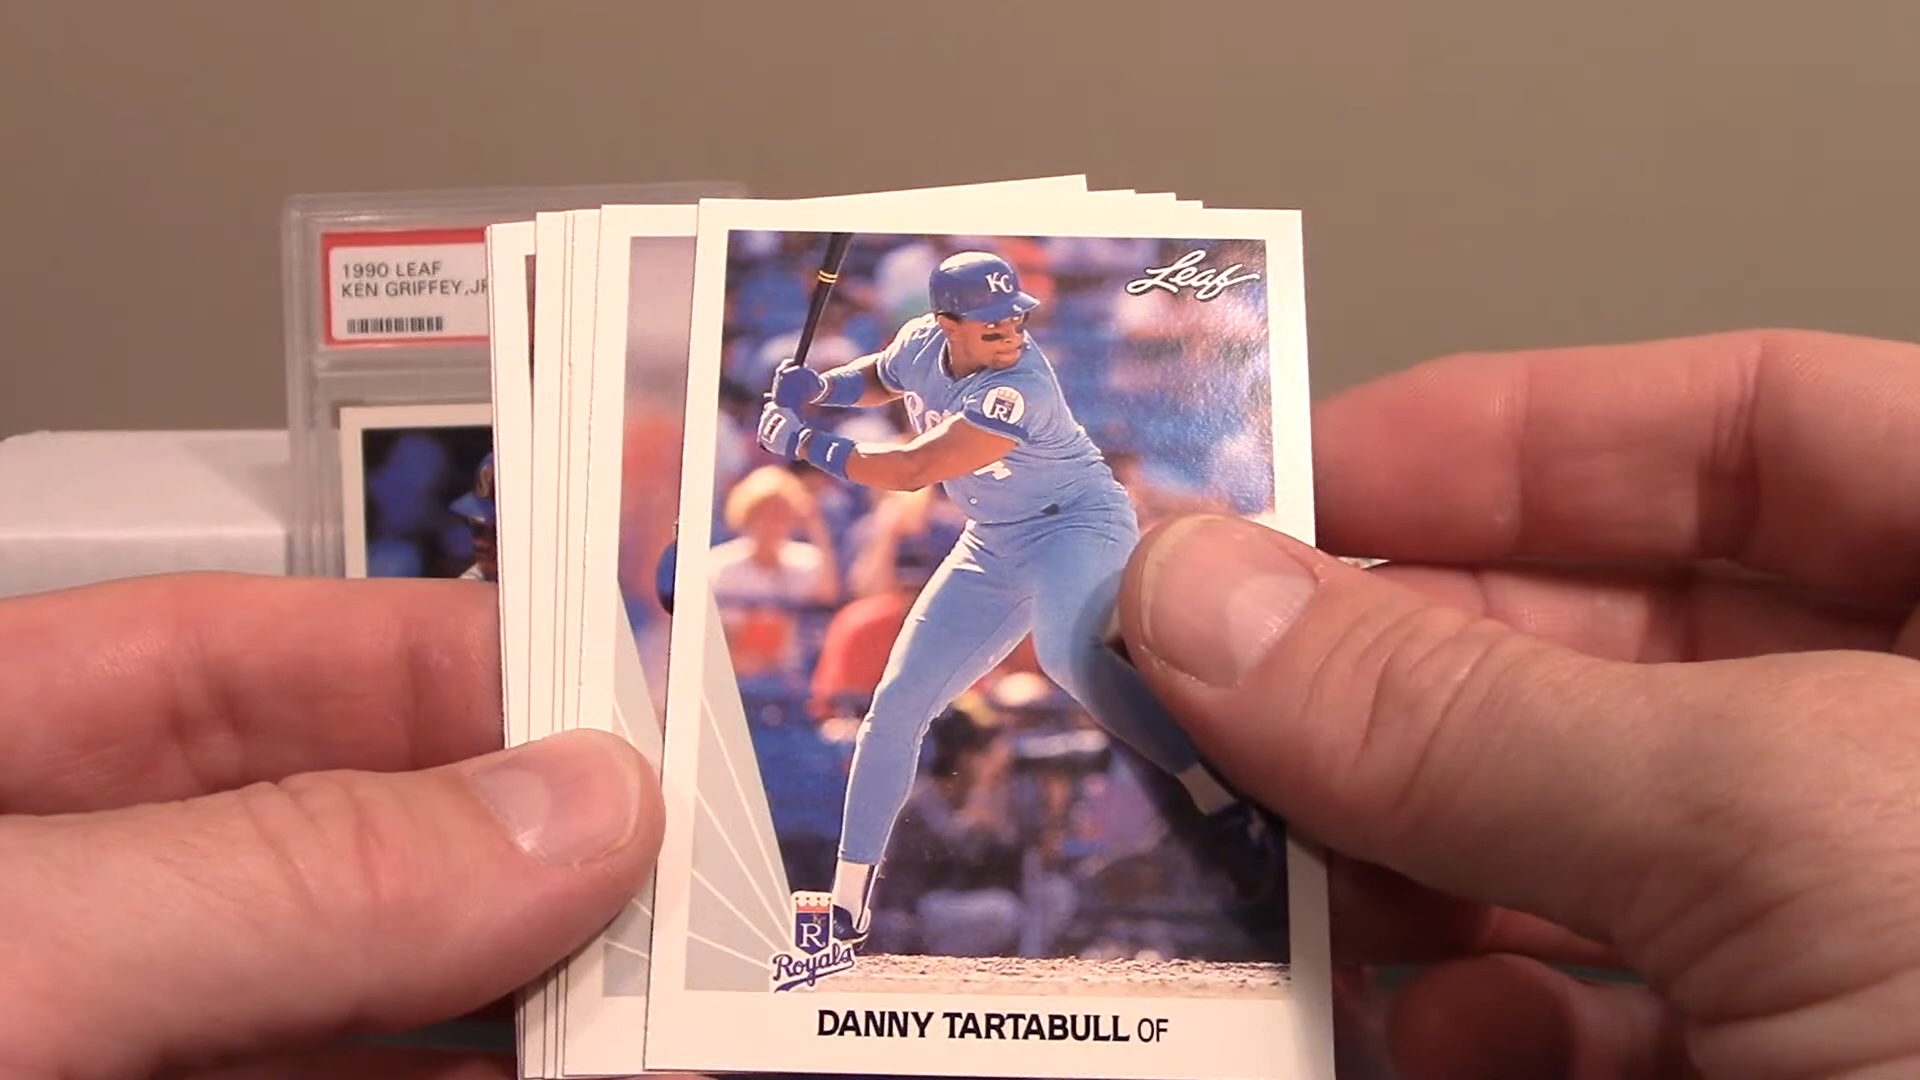 1990 LEAF
KEN GRIFFEY, JR
Leaf
KC
R
R
Royals
DANNY TARTABULL OF